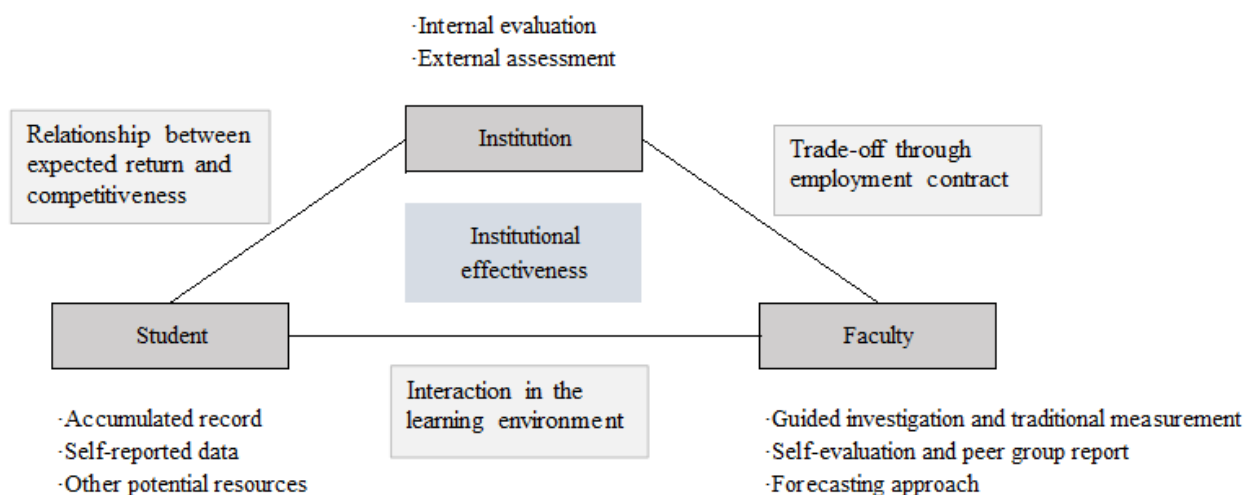 ·Internal evaluation
·External assessment
Relationship between
expected return and
competitiveness
Institution
Trade-off through
employment contract
Institutional
effectiveness
Student
Faculty
Interaction in the
learning environment
·Accumulated record
·Self-reported data
·Other potential resources
·Guided investigation and traditional measurement
·Self-evaluation and peer group report
·Forecasting approach